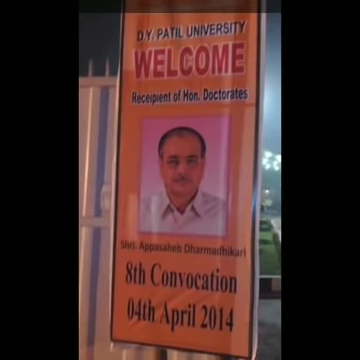 D.Y. PATIL UNIVERSITY
WELCOME
Receipient of Hon. Doctorates
Shri. Appasaheb Dharmadhikari
8th Convocation
04th April 2014